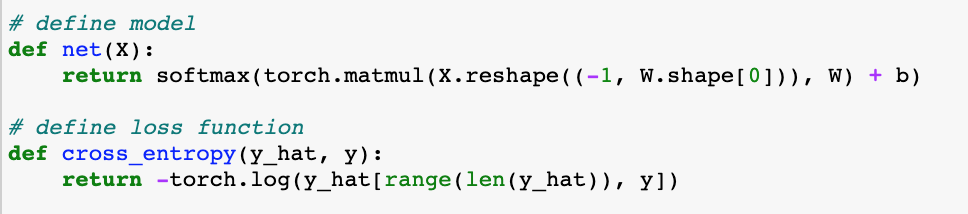 # define model
def net(X):
    return softmax(torch.matmul(X.reshape((-1, W.shape[0])), W) + b)
# define loss function
def cross_entropy(y_hat, y):
    return -torch.log(y_hat[range(len(y_hat)), y])